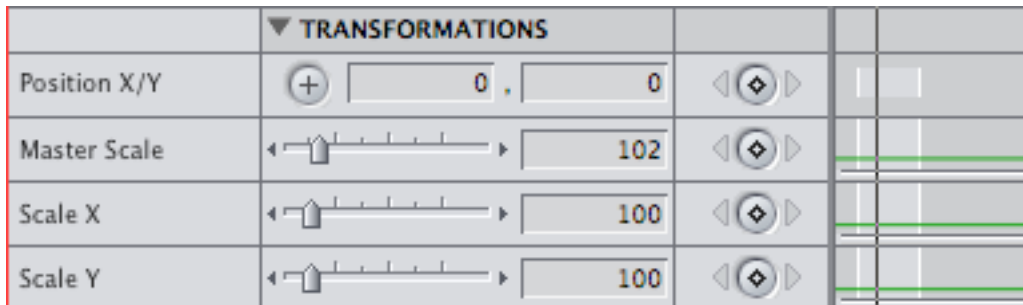 TRANSFORMATIONS
Position X/Y 0 , 0
Master Scale 102
Scale X 100
Scale Y 100